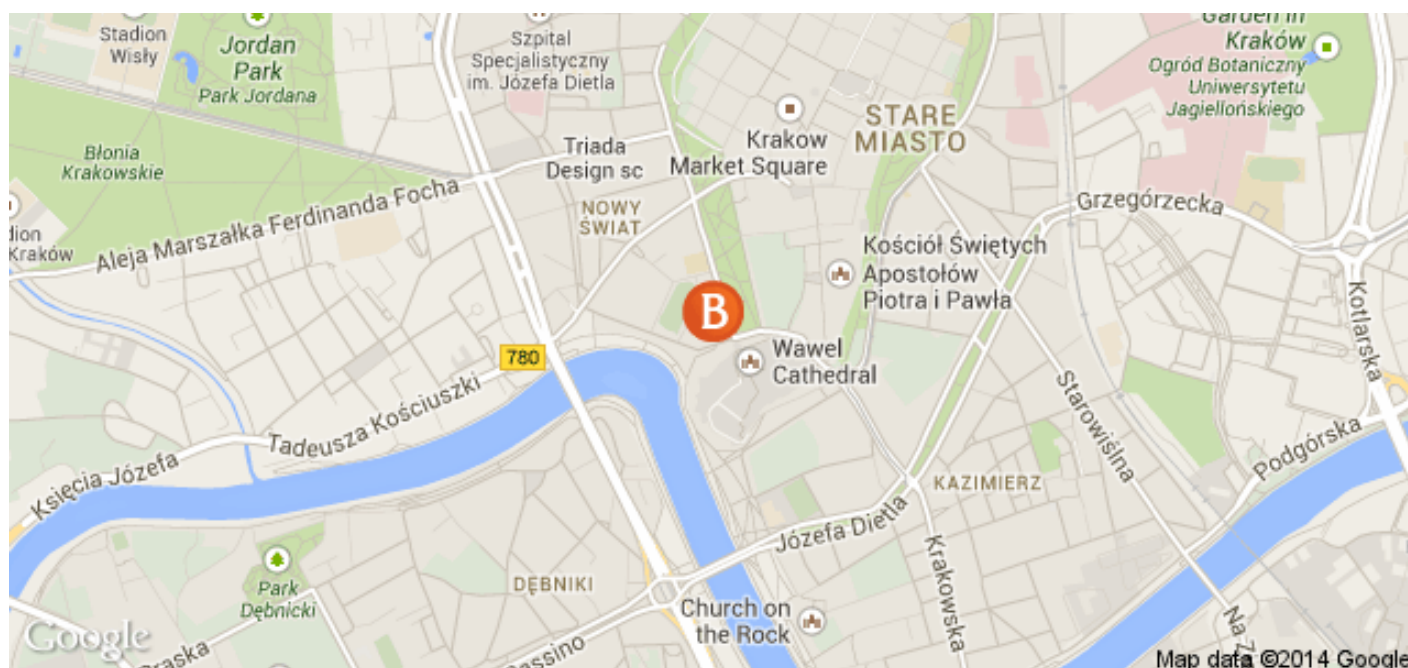 Stadion
Wisły
Jordan
Park
Park Jordana
Szpital
Specjalistyczny
im. Józefa Dietla
Garden in
Kraków
Ogród Botaniczny
Uniwersytetu
Jagiellońskiego
STARE
MIASTO
Krakow
Market Square
Triada
Design sc
Błonia
Krakowskie
Aleja Marszałka Ferdinanda Focha
NOWY
ŚWIAT
Grzegórzecka
Kraków
Kościół Świętych
Apostołów
Piotra i Pawła
B
Kotlarska
780
Wawel
Cathedral
Tadeusza Kościuszki
Księcia Józefa
Starowiślna
Podgórska
KAZIMIERZ
Józefa Dietla
Krakowska
DĘBNIKI
Park
Dębnicki
Church on
the Rock
Na
Google
Map data ©2014 Google